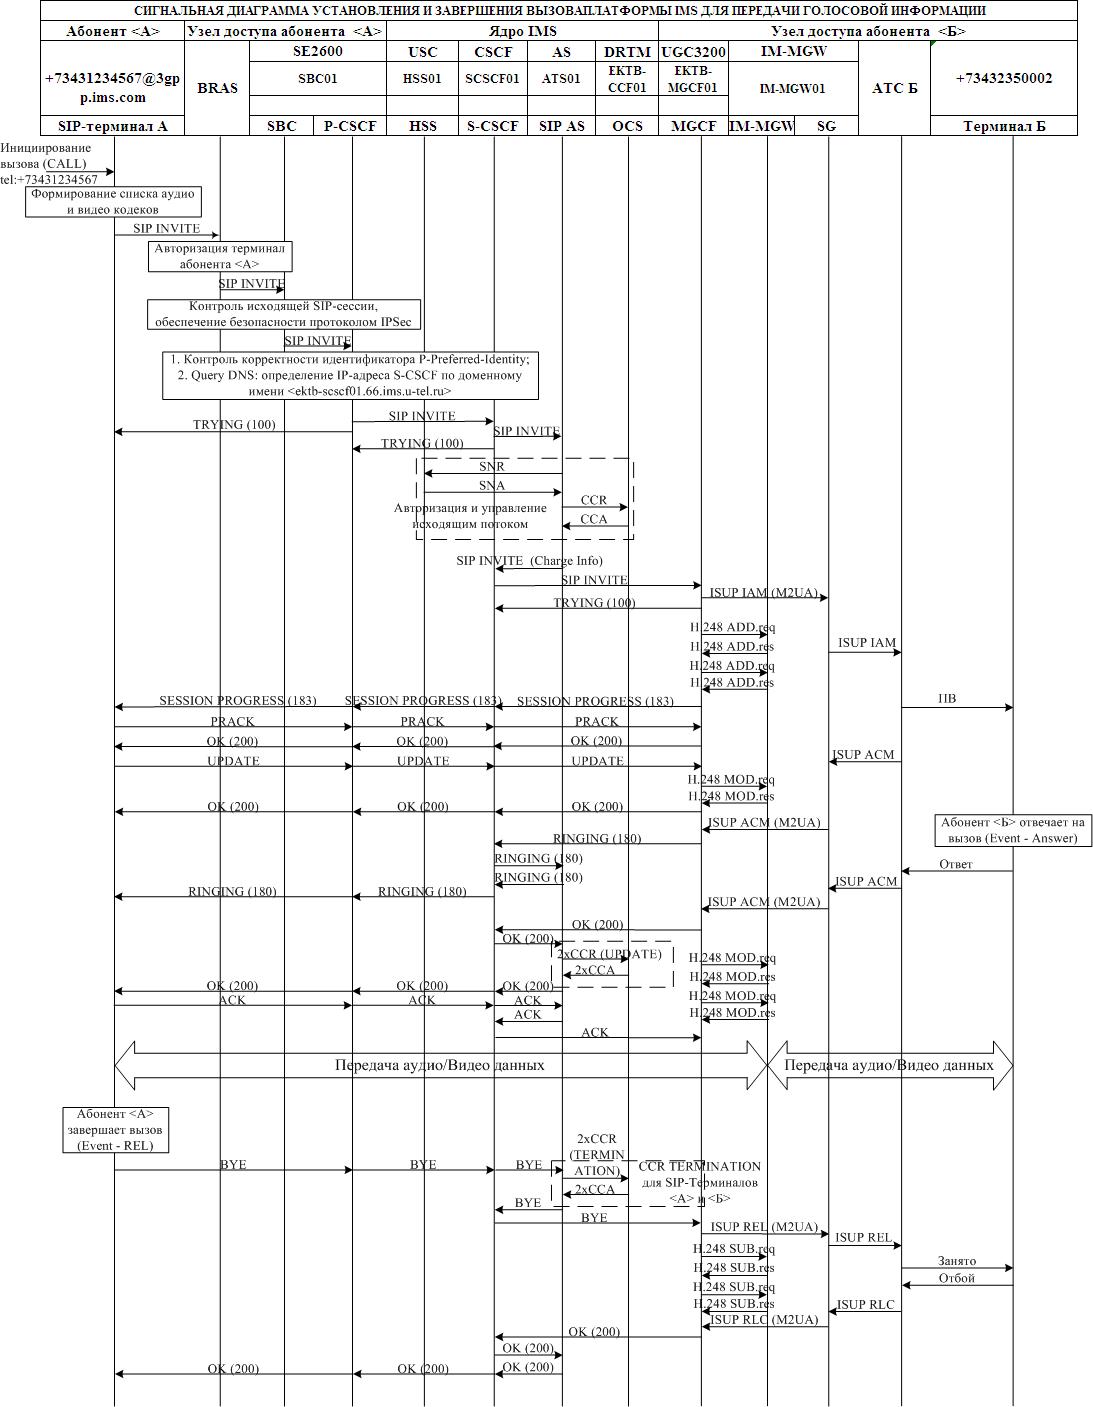 СИГНАЛЬНАЯ ДИАГРАММА УСТАНОВЛЕНИЯ И ЗАВЕРШЕНИЯ ВЫЗОВАПЛАТФОРМЫ IMS ДЛЯ ПЕРЕДАЧИ ГОЛОСОВОЙ ИНФОРМАЦИИ
Абонент <А>
Узел доступа абонента <А>
Ядро IMS
Узел доступа абонента <Б>
SE2600
USC
CSCF
AS
DRTM
UGC3200
IM-MGW
+73431234567@3gp
p.ims.com
BRAS
SBC01
HSS01
SCSCF01
ATS01
EKTB-
CCF01
EKTB-
MGCF01
IM-MGW01
АТС Б
+73432350002
SIP-терминал А
SBC
P-CSCF
HSS
S-CSCF
SIP AS
OCS
MGCF
IM-MGW
SG
Терминал Б
Инициирование
вызова (CALL)
tel:+73431234567
Формирование списка аудио
и видео кодеков
SIP INVITE
Авторизация терминал
абонента <А>
SIP INVITE
Контроль исходящей SIP-сессии,
обеспечение безопасности протоколом IPSec
SIP INVITE
1. Контроль корректности идентификатора P-Preferred-Identity;
2. Query DNS: определение IP-адреса S-CSCF по доменному
имени <ektb-scscf01.66.ims.u-tel.ru>
SIP INVITE
TRYING (100)
SIP INVITE
TRYING (100)
SNR
SNA
CCR
Авторизация и управление
исходящим потоком
CCA
SIP INVITE (Charge Info)
SIP INVITE
ISUP IAM (M2UA)
TRYING (100)
H.248 ADD.req
H.248 ADD.res
ISUP IAM
H.248 ADD.req
H.248 ADD.res
SESSION PROGRESS (183)
SESSION PROGRESS (183)
SESSION PROGRESS (183)
ПВ
PRACK
PRACK
PRACK
OK (200)
OK (200)
OK (200)
ISUP ACM
UPDATE
UPDATE
UPDATE
H.248 MOD.req
H.248 MOD.res
OK (200)
OK (200)
OK (200)
ISUP ACM (M2UA)
Абонент <Б> отвечает на
вызов (Event - Answer)
RINGING (180)
RINGING (180)
Ответ
RINGING (180)
ISUP ACM
RINGING (180)
RINGING (180)
ISUP ACM (M2UA)
OK (200)
OK (200)
2xCCR (UPDATE)
H.248 MOD.req
2xCCA
H.248 MOD.res
OK (200)
OK (200)
OK (200)
H.248 MOD.req
ACK
ACK
ACK
H.248 MOD.res
ACK
ACK
Передача аудио/Видео данных
Передача аудио/Видео данных
Абонент <А>
завершает вызов
(Event - REL)
2xCCR
(TERMIN
ATION)
BYE
BYE
BYE
CCR TERMINATION
для SIP-Терминалов
<А> и <Б>
2xCCA
BYE
BYE
ISUP REL (M2UA)
ISUP REL
H.248 SUB.req
Занято
H.248 SUB.res
Отбой
H.248 SUB.req
H.248 SUB.res
ISUP RLC
ISUP RLC (M2UA)
OK (200)
OK (200)
OK (200)
OK (200)
OK (200)